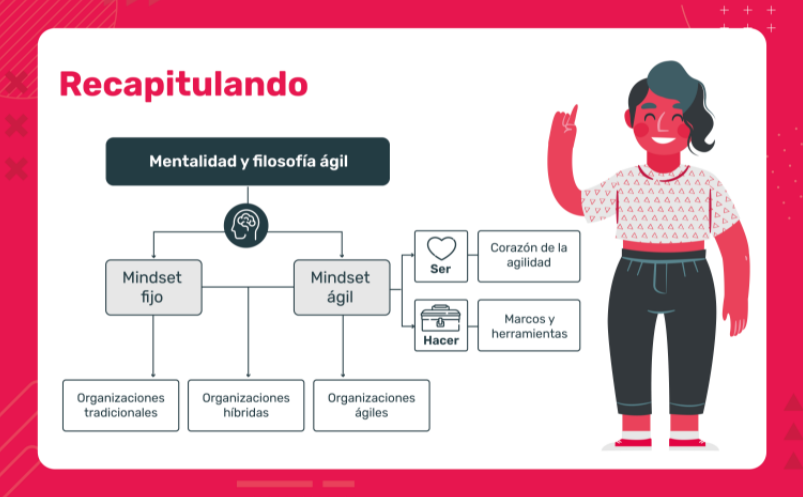 Recapitulando
Mentalidad y filosofía ágil
Mindset
fijo
Mindset
ágil
Ser
Corazón de la
agilidad
Hacer
Marcos y
herramientas
Organizaciones
tradicionales
Organizaciones
híbridas
Organizaciones
ágiles